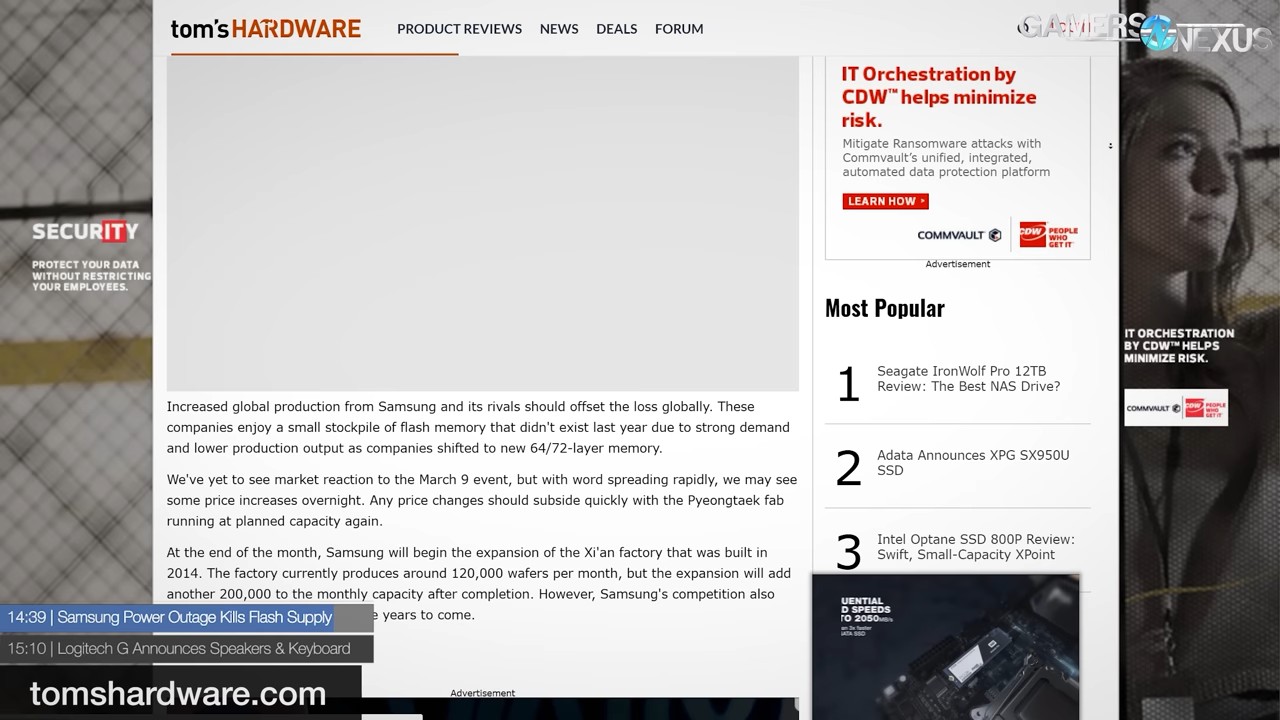 tom's HARDWARE
PRODUCT REVIEWS NEWS DEALS FORUM
GAMERS NEXUS
IT Orchestration by
CDW™ helps minimize
risk.
Mitigate Ransomware attacks with
Commvault's unified, integrated,
automated data protection platform
LEARN HOW
COMMVAULT
CDW PEOPLE
WHO
GET IT
Advertisement
SECURITY
PROTECT YOUR DATA
WITHOUT RESTRICTING
YOUR EMPLOYEES.
Most Popular
1 Seagate IronWolf Pro 12TB
Review: The Best NAS Drive?
2 Adata Announces XPG SX950U
SSD
3 Intel Optane SSD 800P Review:
Swift, Small-Capacity XPoint
IT ORCHESTRATION
BY CDW™ HELPS
MINIMIZE RISK.
COMMVAULT CDW PEOPLE
WHO
GET IT
Increased global production from Samsung and its rivals should offset the loss globally. These
companies enjoy a small stockpile of flash memory that didn't exist last year due to strong demand
and lower production output as companies shifted to new 64/72-layer memory.
We've yet to see market reaction to the March 9 event, but with word spreading rapidly, we may see
some price increases overnight. Any price changes should subside quickly with the Pyeongtaek fab
running at planned capacity again.
At the end of the month, Samsung will begin the expansion of the Xi'an factory that was built in
2014. The factory currently produces around 120,000 wafers per month, but the expansion will add
another 200,000 to the monthly capacity after completion. However, Samsung's competition also
e years to come.
14:39 | Samsung Power Outage Kills Flash Supply
15:10 | Logitech G Announces Speakers & Keyboard
tomshardware.com
Advertisement
UENTIAL
D SPEEDS
TO 2050MB/s
an 3x faster
ATA SSD